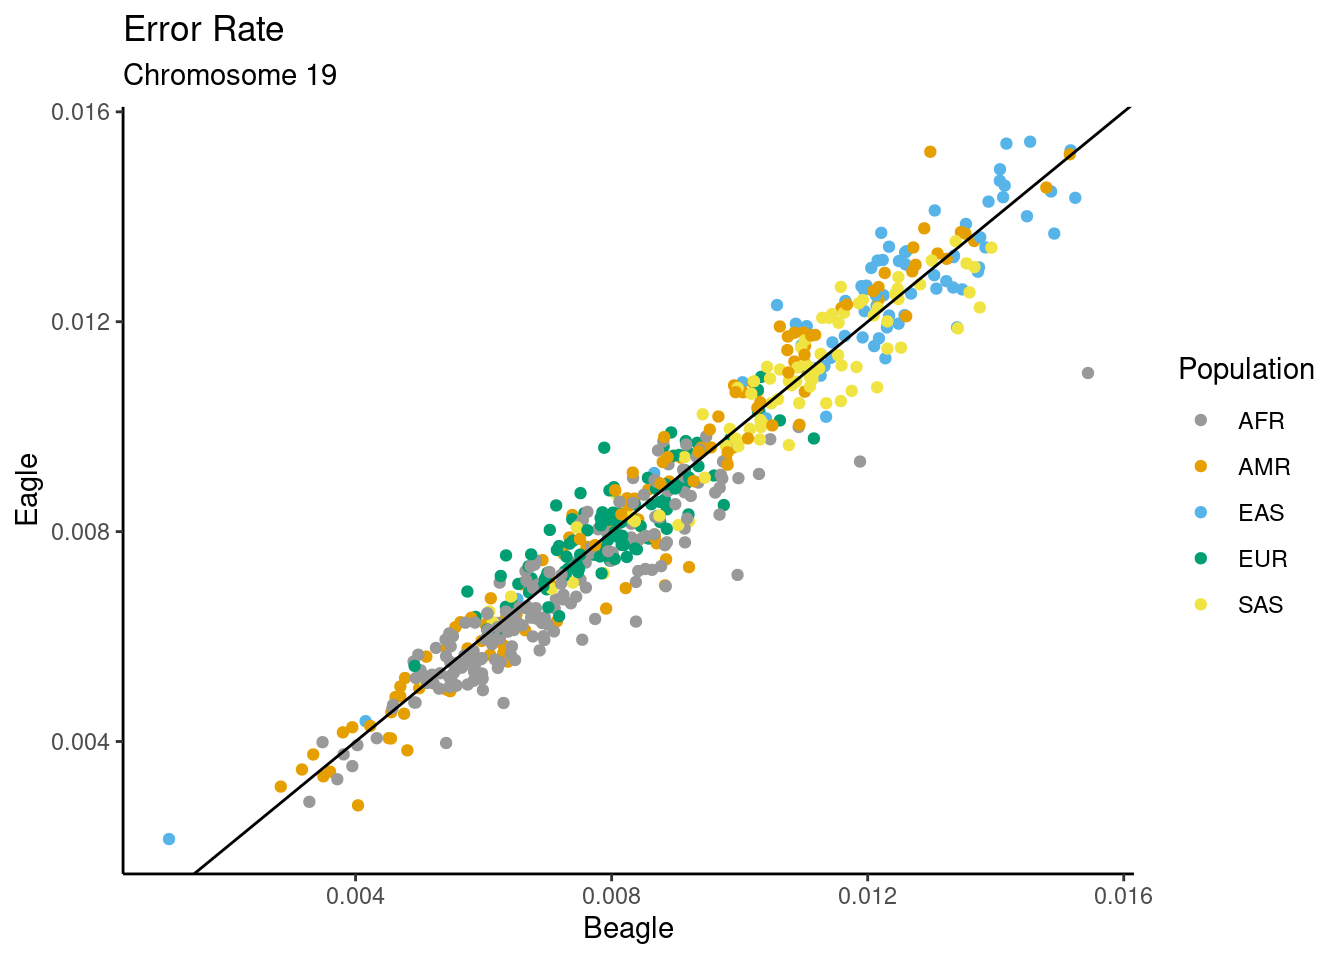 Error Rate
Chromosome 19
0.016
0.012
0.008
0.004
Eagle
0.004
0.008
0.012
0.016
Beagle
Population
AFR
AMR
EAS
EUR
SAS